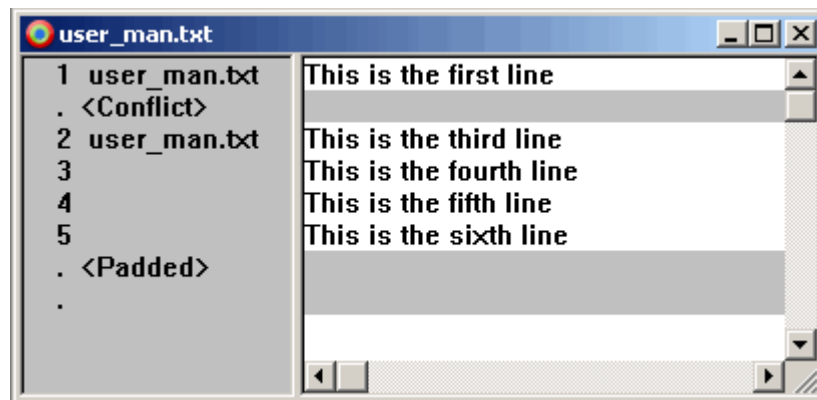 user_man.txt
1 user_man.txt This is the first line
. <Conflict>
2 user_man.txt This is the third line
3 This is the fourth line
4 This is the fifth line
5 This is the sixth line
. <Padded>
.